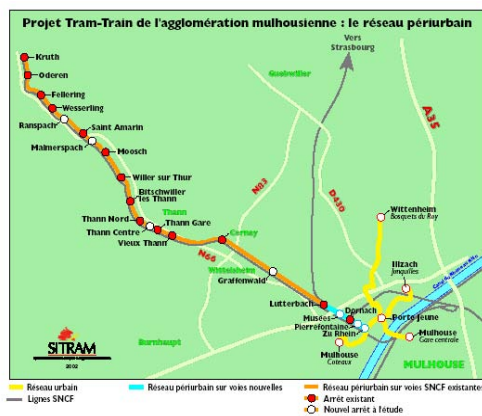 Projet Tram-Train de l'agglomération mulhousienne : le réseau périurbain
Vers
Strasbourg
Kruth
Oderen
Guebwiller
Fellering
Wesserling
Ranspach
Saint Amarin
Malmerspach
Moosch
A35
Willer sur Thur
N83
D430
Bitschwiller
les Thann
Wittenheim
Bosquets du Roy
Thann
Thann Nord
Thann Gare
Thann Centre
Vieux Thann
Cernay
N66
Wittelsheim
Graffenwald
Illzach
Jonquilles
Lutterbach
Dornach
Musées
Pierrefontaine
Zu Rhein
Porte Jeune
Mulhouse
Coteaux
Mulhouse
Gare centrale
Burnhaupt
MULHOUSE
SITRAM
2002
Réseau urbain
Réseau périurbain sur voies nouvelles
Réseau périurbain sur voies SNCF existantes
Lignes SNCF
Arrêt existant
Nouvel arrêt à l'étude